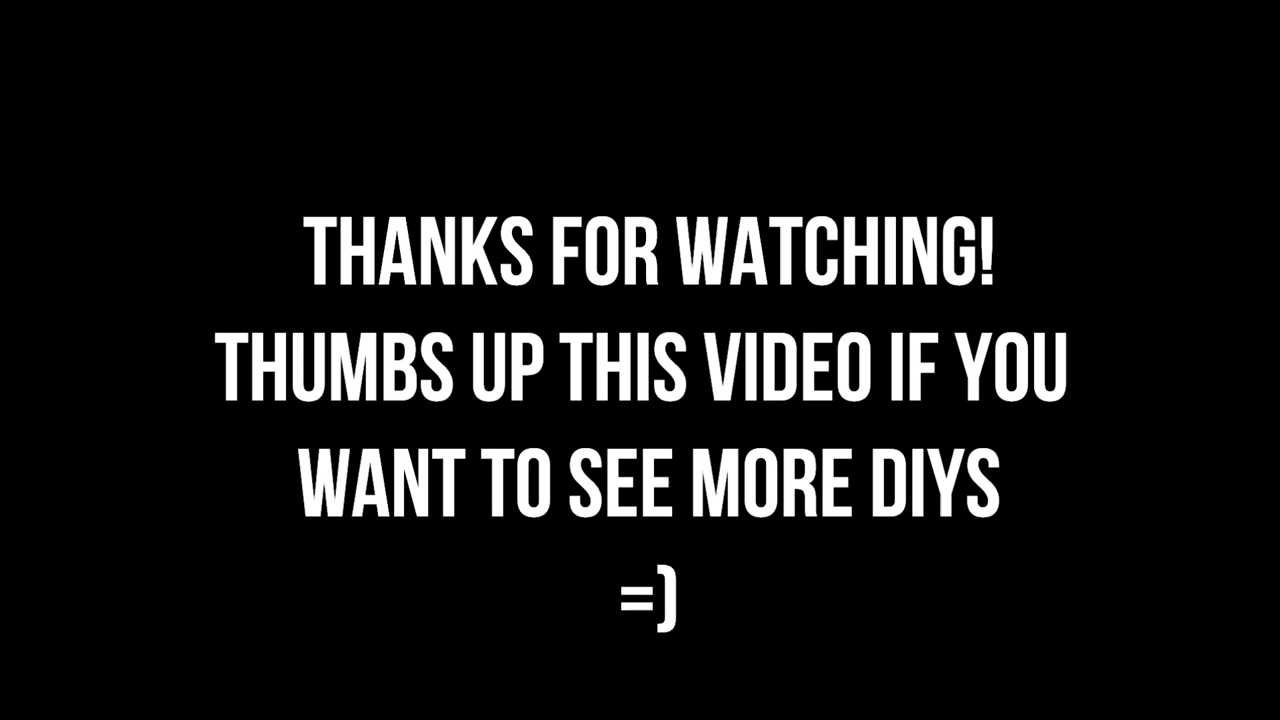 THANKS FOR WATCHING!
THUMBS UP THIS VIDEO IF YOU
WANT TO SEE MORE DIYS
=)